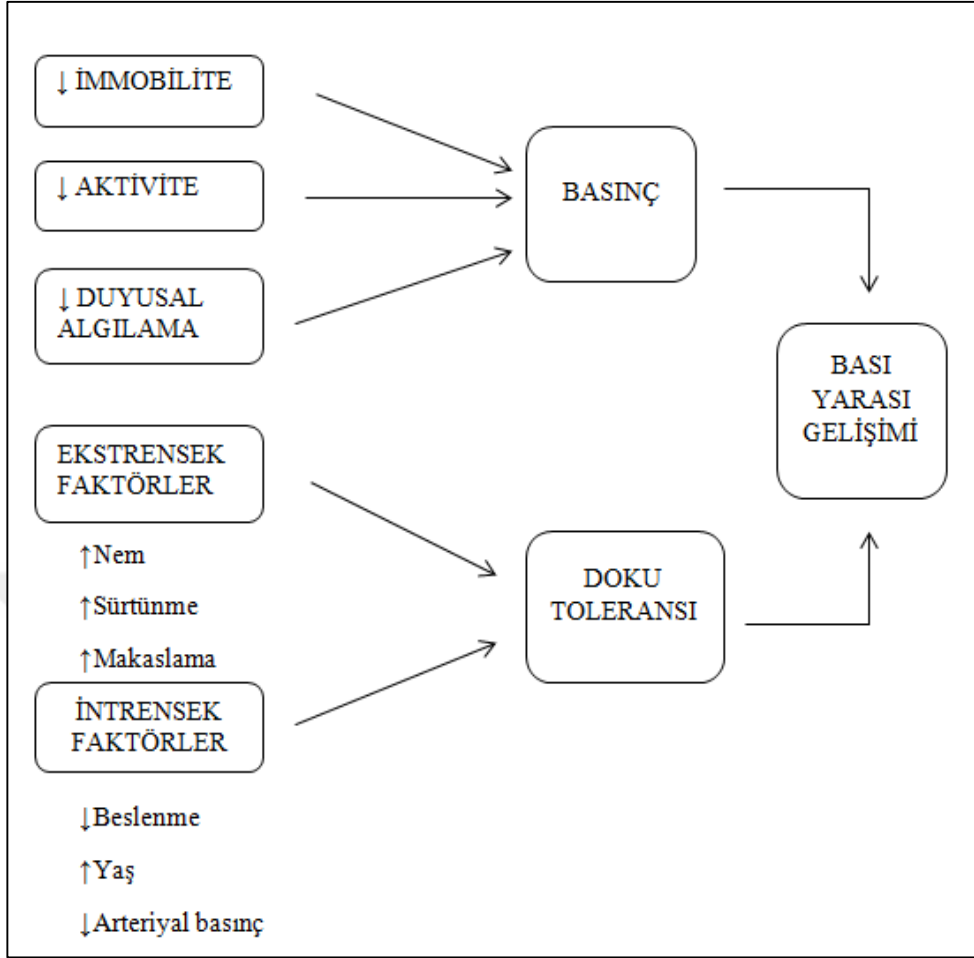 ↓ İMMOBİLİTE
↓ AKTİVİTE
↓ DUYUSAL
ALGILAMA
BASINÇ
BASI
YARASI
GELİŞİMİ
EKSTRENSEK
FAKTÖRLER
↑Nem
↑Sürtünme
↑Makaslama
DOKU
TOLERANSI
İNTRENSEK
FAKTÖRLER
↓Beslenme
↑Yaş
↓Arteriyal basınç